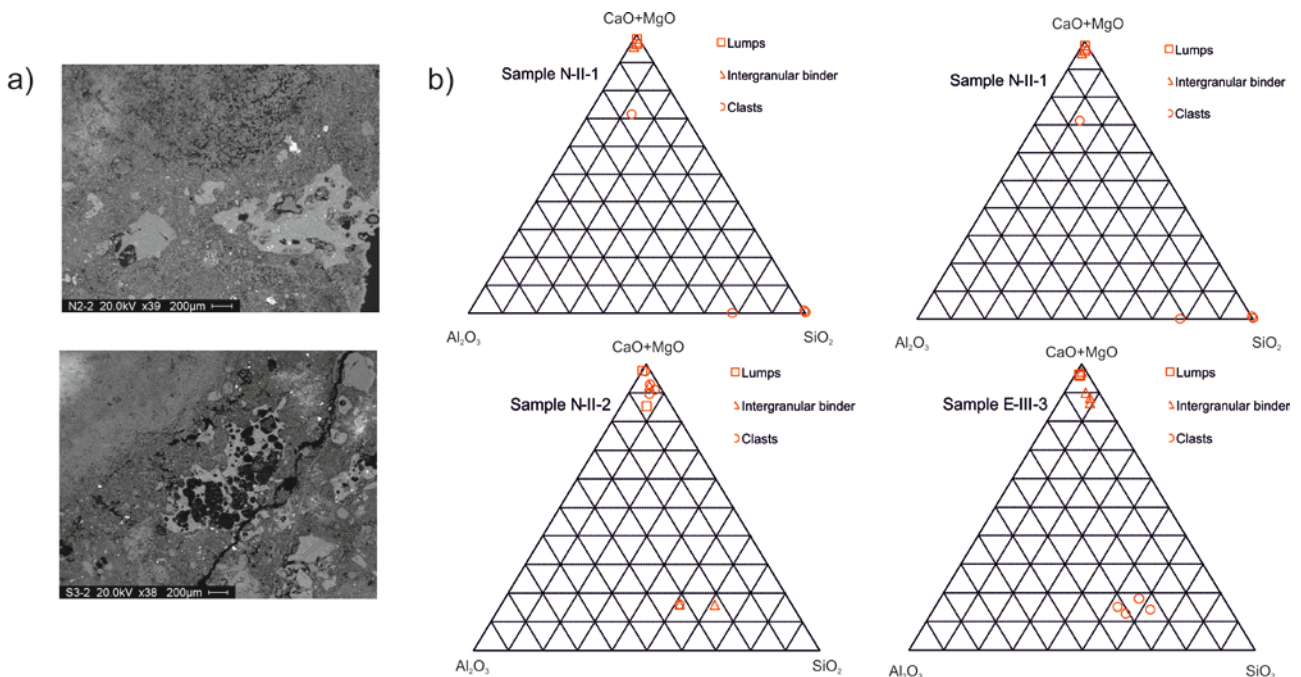 a)
N2-2 20.0kV x39 200µm
S3-2 20.0kV x38 200µm
b)
CaO+MgO
Sample N-II-1
Lumps
Intergranular binder
Clasts
Al₂O₃
SiO₂
CaO+MgO
Sample N-II-1
Lumps
Intergranular binder
Clasts
Al₂O₃
SiO₂
CaO+MgO
Sample N-II-2
Lumps
Intergranular binder
Clasts
Al₂O₃
SiO₂
CaO+MgO
Sample E-III-3
Lumps
Intergranular binder
Clasts
Al₂O₃
SiO₂